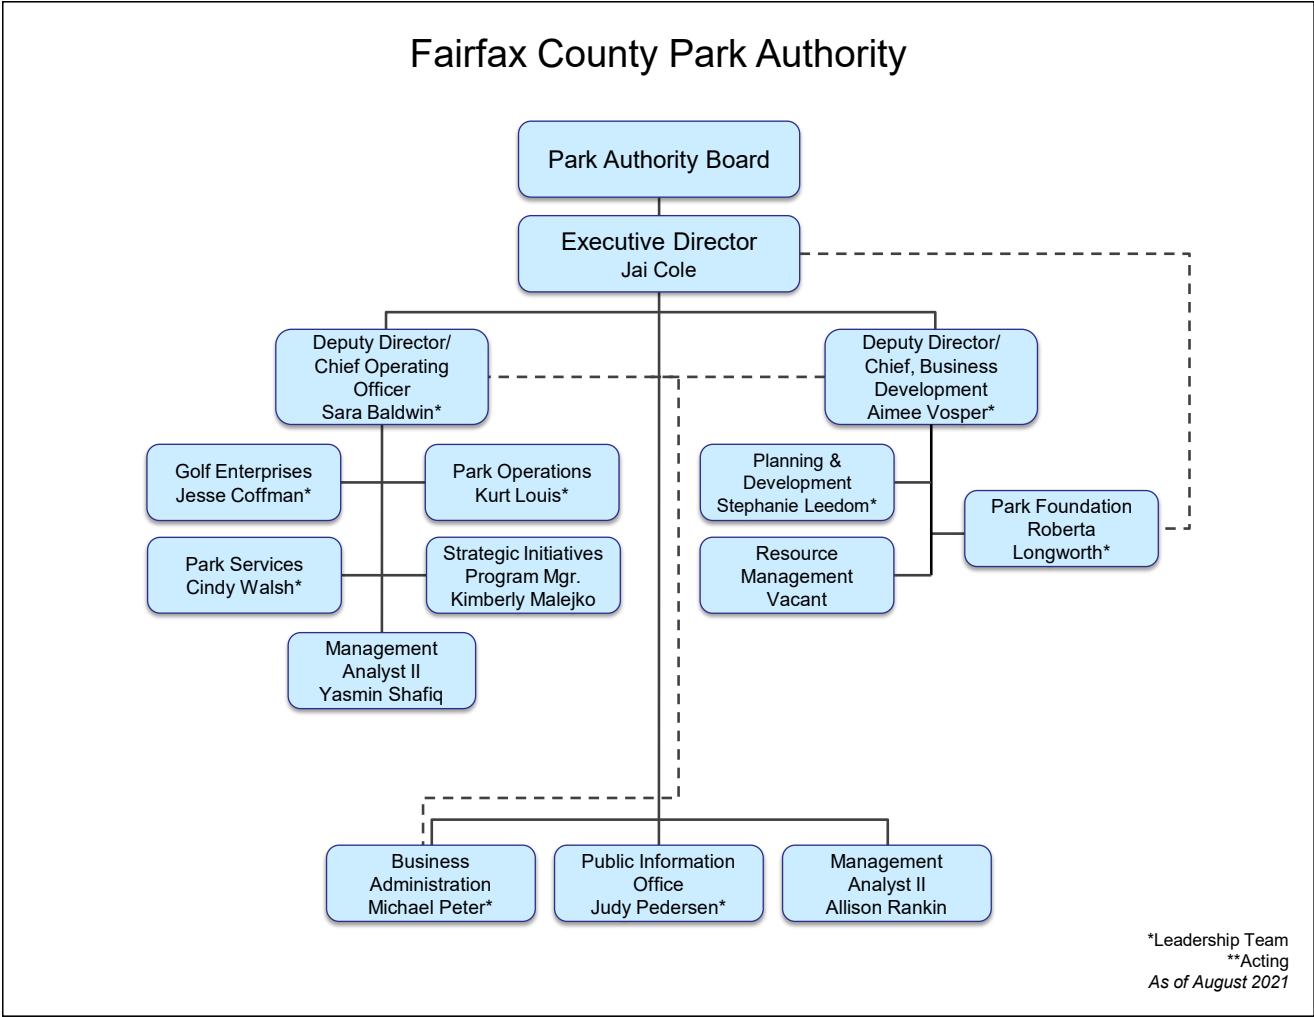 Fairfax County Park Authority
Park Authority Board
Executive Director
Jai Cole
Deputy Director/
Chief Operating
Officer
Sara Baldwin*
Deputy Director/
Chief, Business
Development
Aimee Vosper*
Golf Enterprises
Jesse Coffman*
Park Operations
Kurt Louis*
Planning &
Development
Stephanie Leedom*
Park Foundation
Roberta
Longworth*
Park Services
Cindy Walsh*
Strategic Initiatives
Program Mgr.
Kimberly Malejko
Resource
Management
Vacant
Management
Analyst II
Yasmin Shafiq
Business
Administration
Michael Peter*
Public Information
Office
Judy Pedersen*
Management
Analyst II
Allison Rankin
*Leadership Team
**Acting
As of August 2021